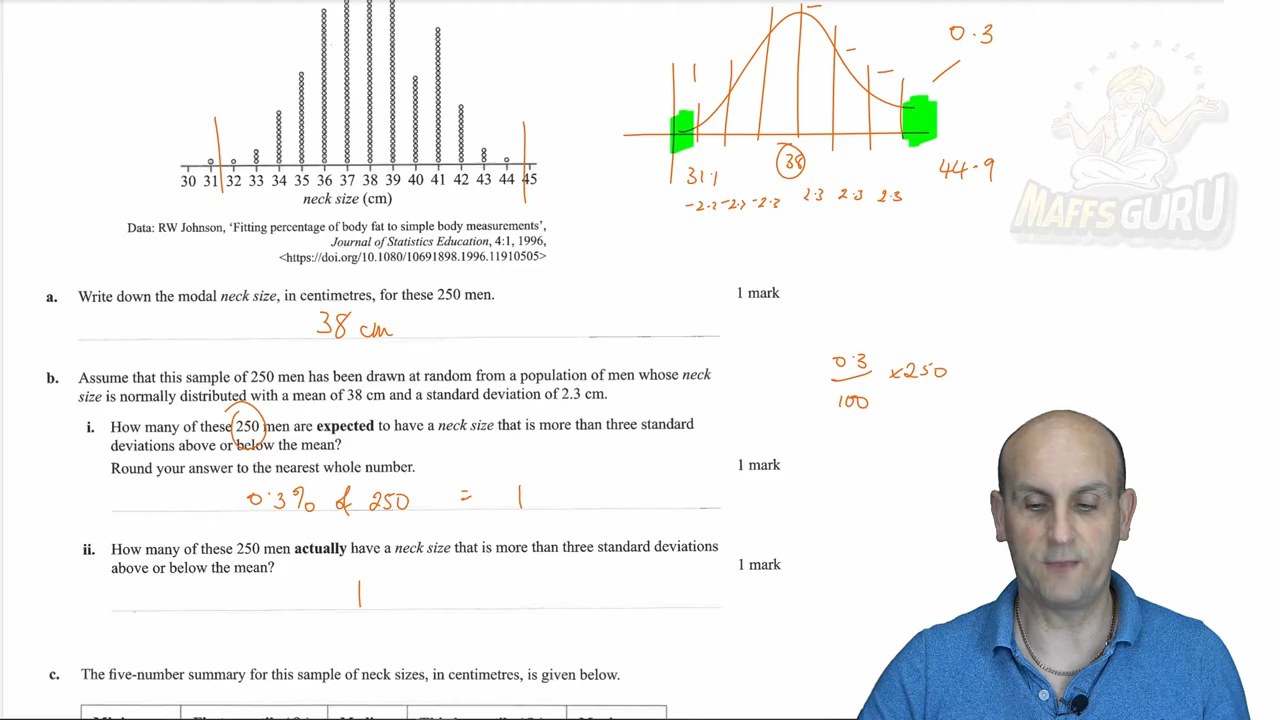 0.3
30 31 32 33 34 35 36 37 38 39 40 41 42 43 44 45
neck size (cm)
31.1
38
44.9
-2.3 -2.3 -2.3 2.3 2.3 2.3
MAFFSGURU
Data: RW Johnson, ‘Fitting percentage of body fat to simple body measurements’,
Journal of Statistics Education, 4:1, 1996,
<https://doi.org/10.1080/10691898.1996.11910505>
a. Write down the modal neck size, in centimetres, for these 250 men. 1 mark
38 cm
b. Assume that this sample of 250 men has been drawn at random from a population of men whose neck
size is normally distributed with a mean of 38 cm and a standard deviation of 2.3 cm.
0.3
100
×250
i. How many of these 250 men are expected to have a neck size that is more than three standard
deviations above or below the mean?
Round your answer to the nearest whole number. 1 mark
0.3% of 250 = 1
ii. How many of these 250 men actually have a neck size that is more than three standard deviations
above or below the mean? 1 mark
1
c. The five-number summary for this sample of neck sizes, in centimetres, is given below.